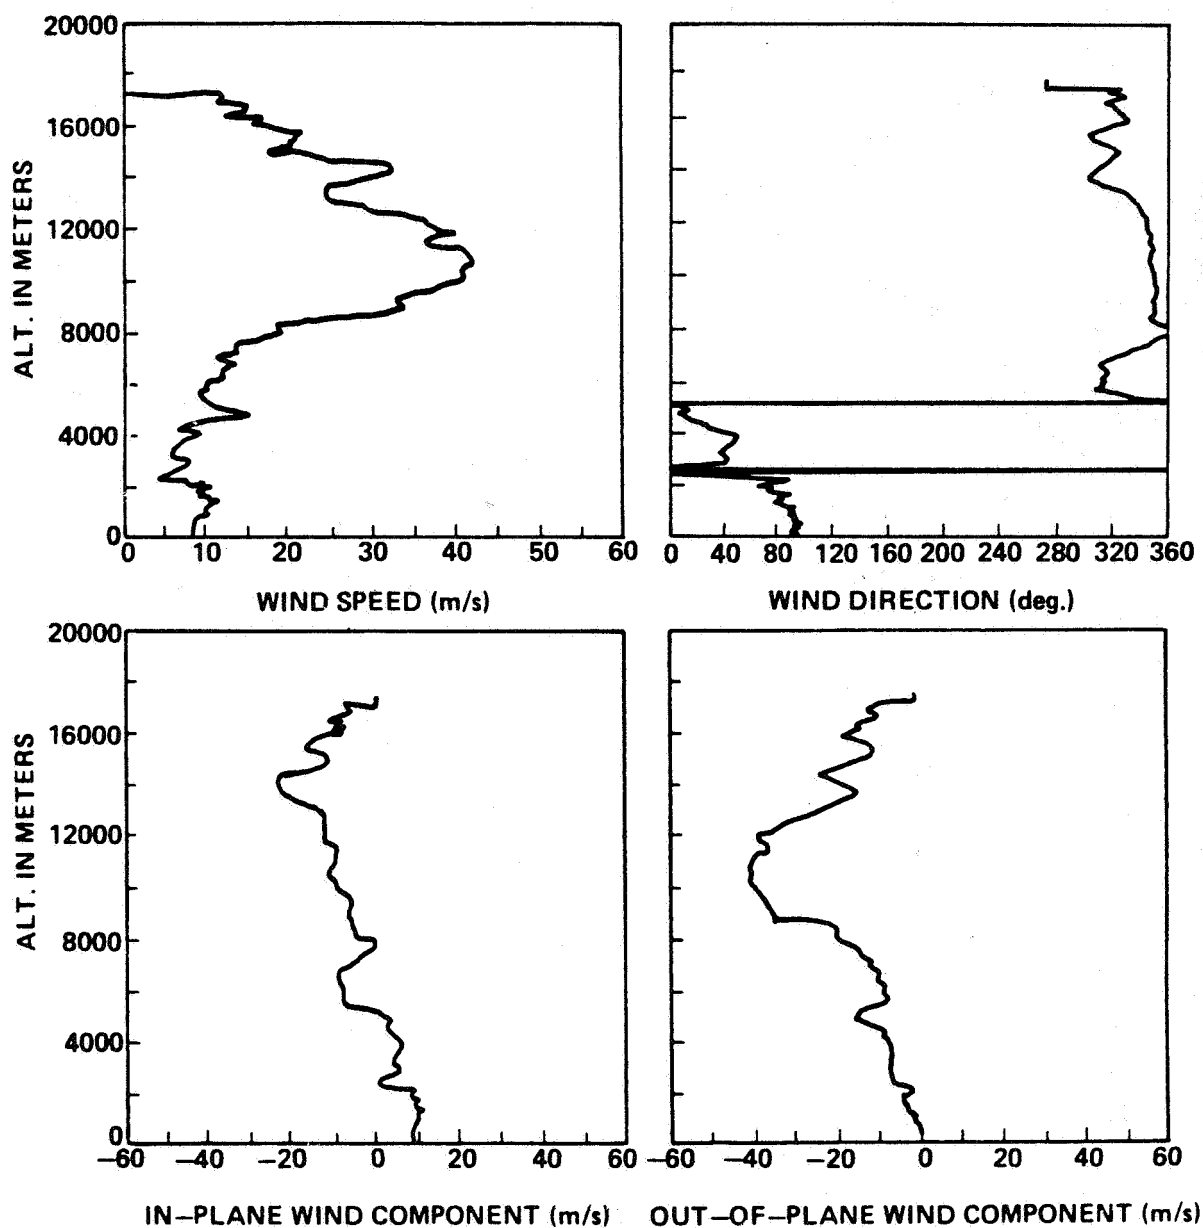 20000
16000
12000
8000
4000
0
ALT. IN METERS
0 10 20 30 40 50 60
WIND SPEED (m/s)
0 40 80 120 160 200 240 280 320 360
WIND DIRECTION (deg.)
20000
16000
12000
8000
4000
0
ALT. IN METERS
−60 −40 −20 0 20 40 60
IN−PLANE WIND COMPONENT (m/s)
−60 −40 −20 0 20 40 60
OUT−OF−PLANE WIND COMPONENT (m/s)